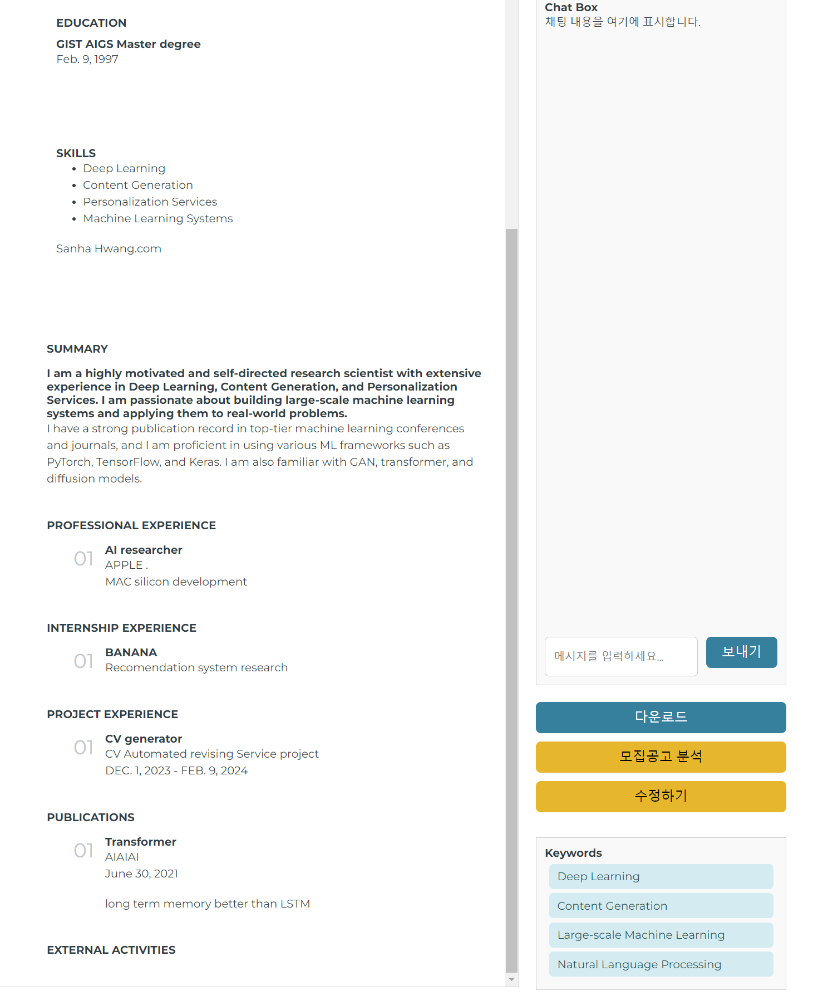 EDUCATION
GIST AIGS Master degree
Feb. 9, 1997
SKILLS
• Deep Learning
• Content Generation
• Personalization Services
• Machine Learning Systems
Sanha Hwang.com
SUMMARY
I am a highly motivated and self-directed research scientist with extensive
experience in Deep Learning, Content Generation, and Personalization
Services. I am passionate about building large-scale machine learning
systems and applying them to real-world problems.
I have a strong publication record in top-tier machine learning conferences
and journals, and I am proficient in using various ML frameworks such as
PyTorch, TensorFlow, and Keras. I am also familiar with GAN, transformer, and
diffusion models.
PROFESSIONAL EXPERIENCE
01
AI researcher
APPLE .
MAC silicon development
INTERNSHIP EXPERIENCE
01
BANANA
Recomendation system research
PROJECT EXPERIENCE
01
CV generator
CV Automated revising Service project
DEC. 1, 2023 - FEB. 9, 2024
PUBLICATIONS
01
Transformer
AIAIAI
June 30, 2021
long term memory better than LSTM
EXTERNAL ACTIVITIES
Chat Box
채팅 내용을 여기에 표시합니다.
메시지를 입력하세요...
보내기
다운로드
모집공고 분석
수정하기
Keywords
Deep Learning
Content Generation
Large-scale Machine Learning
Natural Language Processing